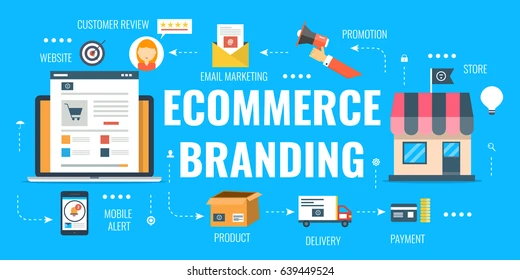 CUSTOMER REVIEW
PROMOTION
WEBSITE
EMAIL MARKETING
STORE
ECOMMERCE
BRANDING
MOBILE
ALERT
PRODUCT
DELIVERY
PAYMENT
shutterstock.com · 639449524